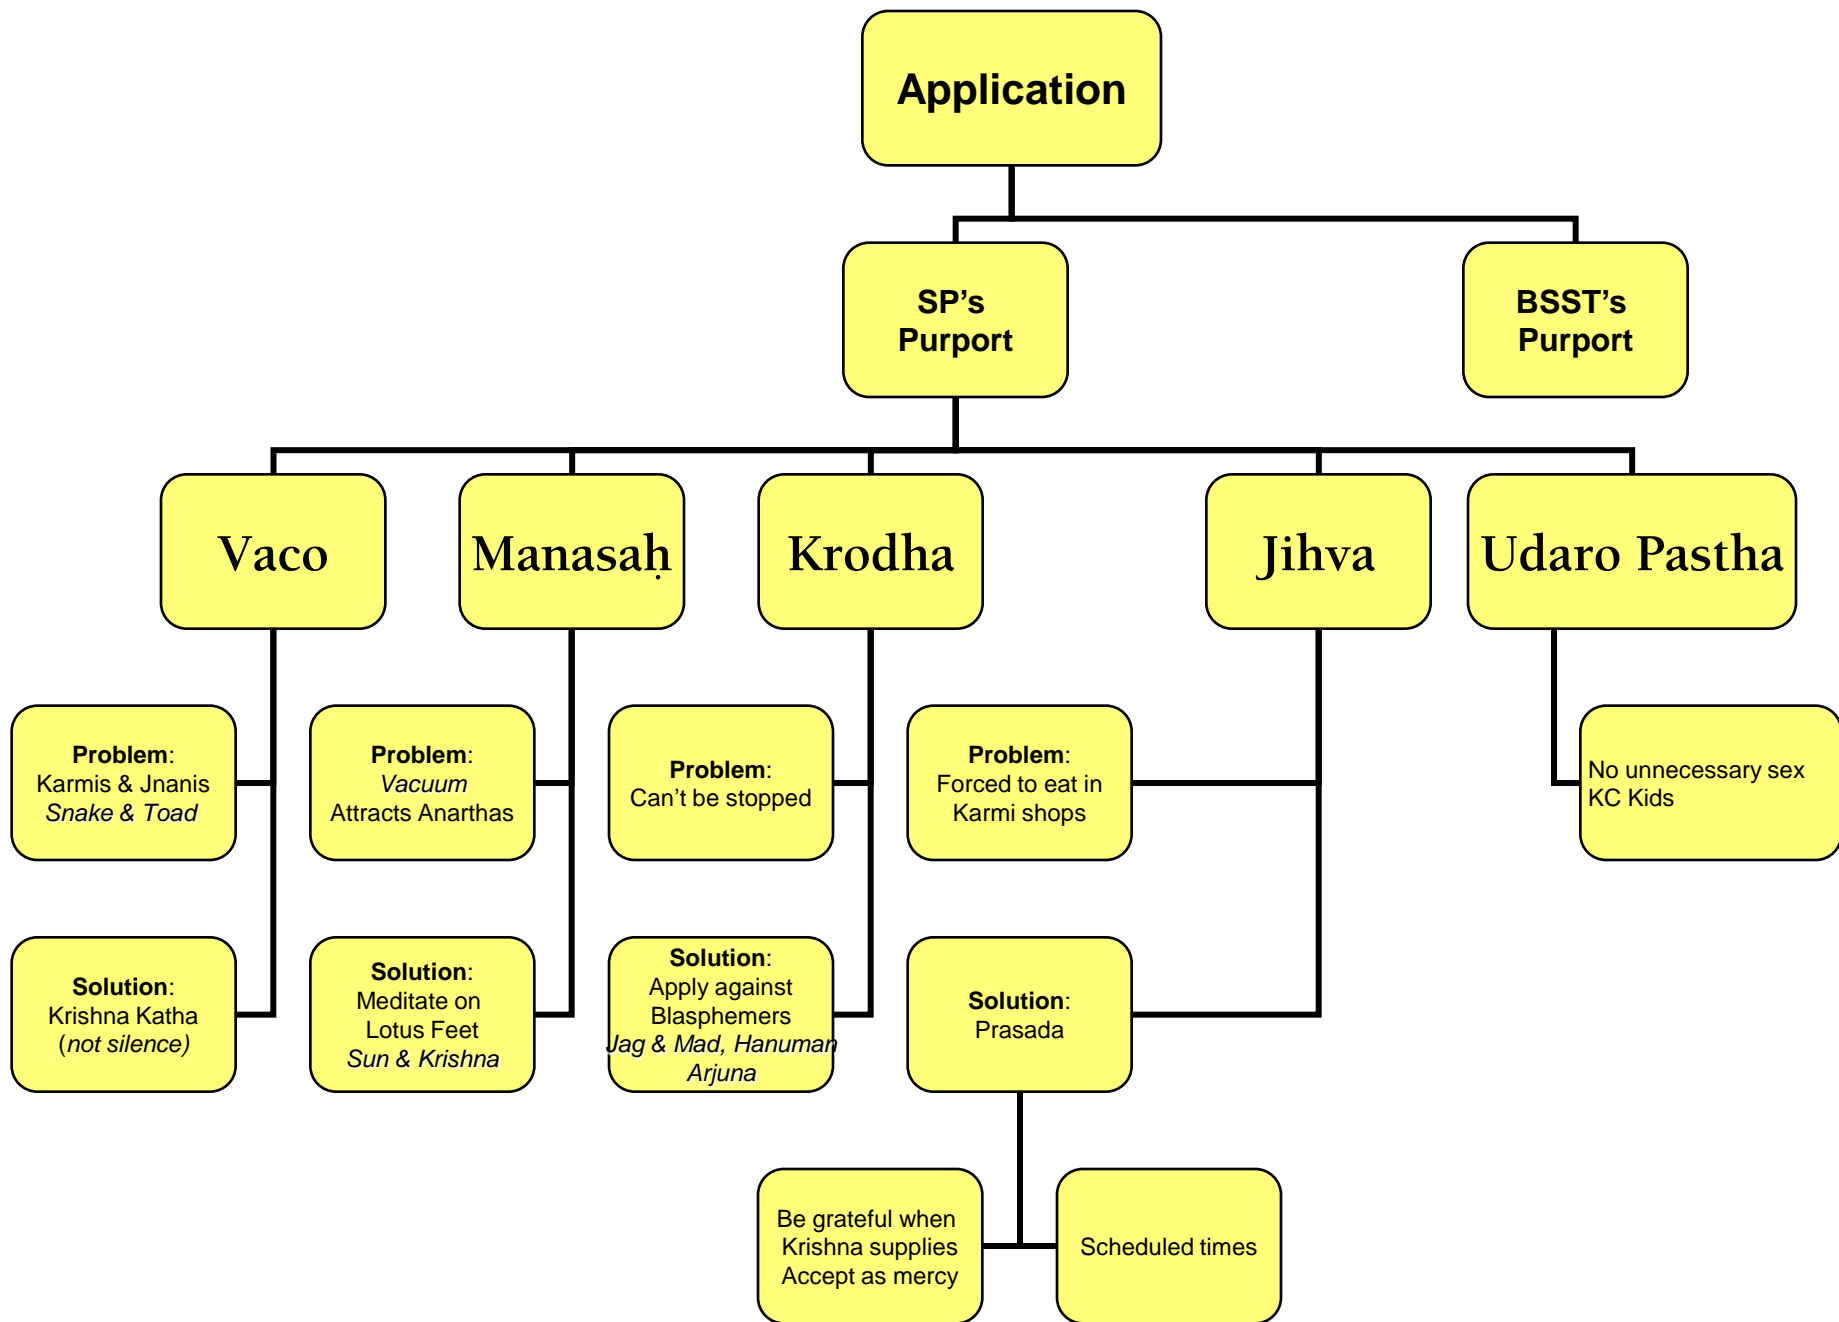 Application
SP’s
Purport
BSST’s
Purport
Vaco
Manasaḥ
Krodha
Jihva
Udaro Pastha
Problem:
Karmis & Jnanis
Snake & Toad
Problem:
Vacuum
Attracts Anarthas
Problem:
Can’t be stopped
Problem:
Forced to eat in
Karmi shops
No unnecessary sex
KC Kids
Solution:
Krishna Katha
(not silence)
Solution:
Meditate on
Lotus Feet
Sun & Krishna
Solution:
Apply against
Blasphemers
Jag & Mad, Hanuman
Arjuna
Solution:
Prasada
Be grateful when
Krishna supplies
Accept as mercy
Scheduled times